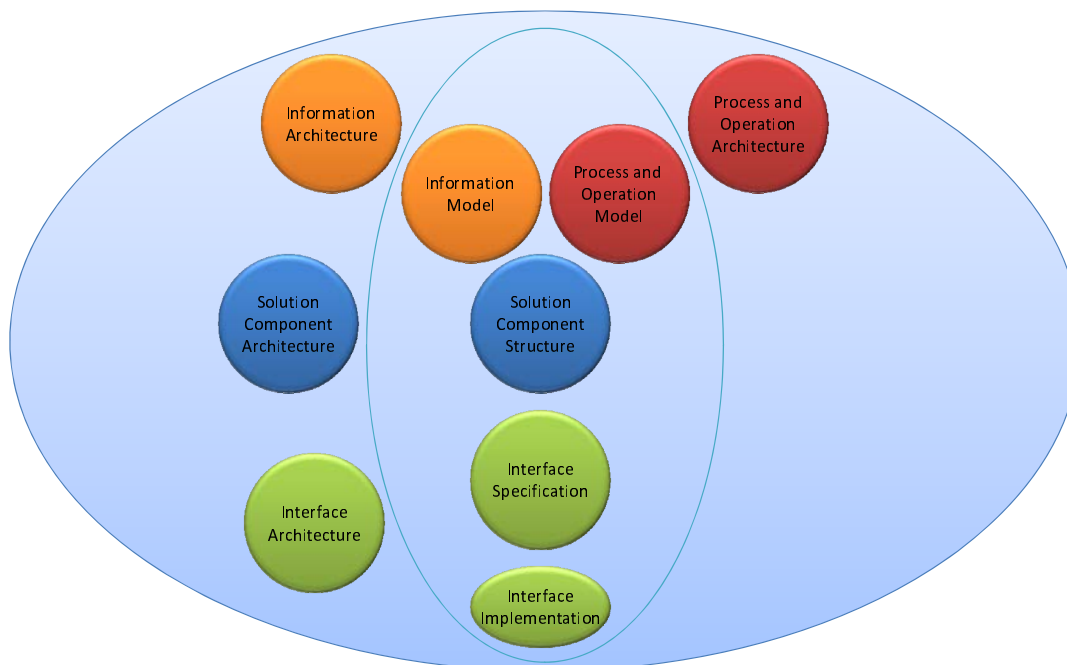 Information
Architecture
Process and
Operation
Architecture
Information
Model
Process and
Operation
Model
Solution
Component
Architecture
Solution
Component
Structure
Interface
Specification
Interface
Architecture
Interface
Implementation